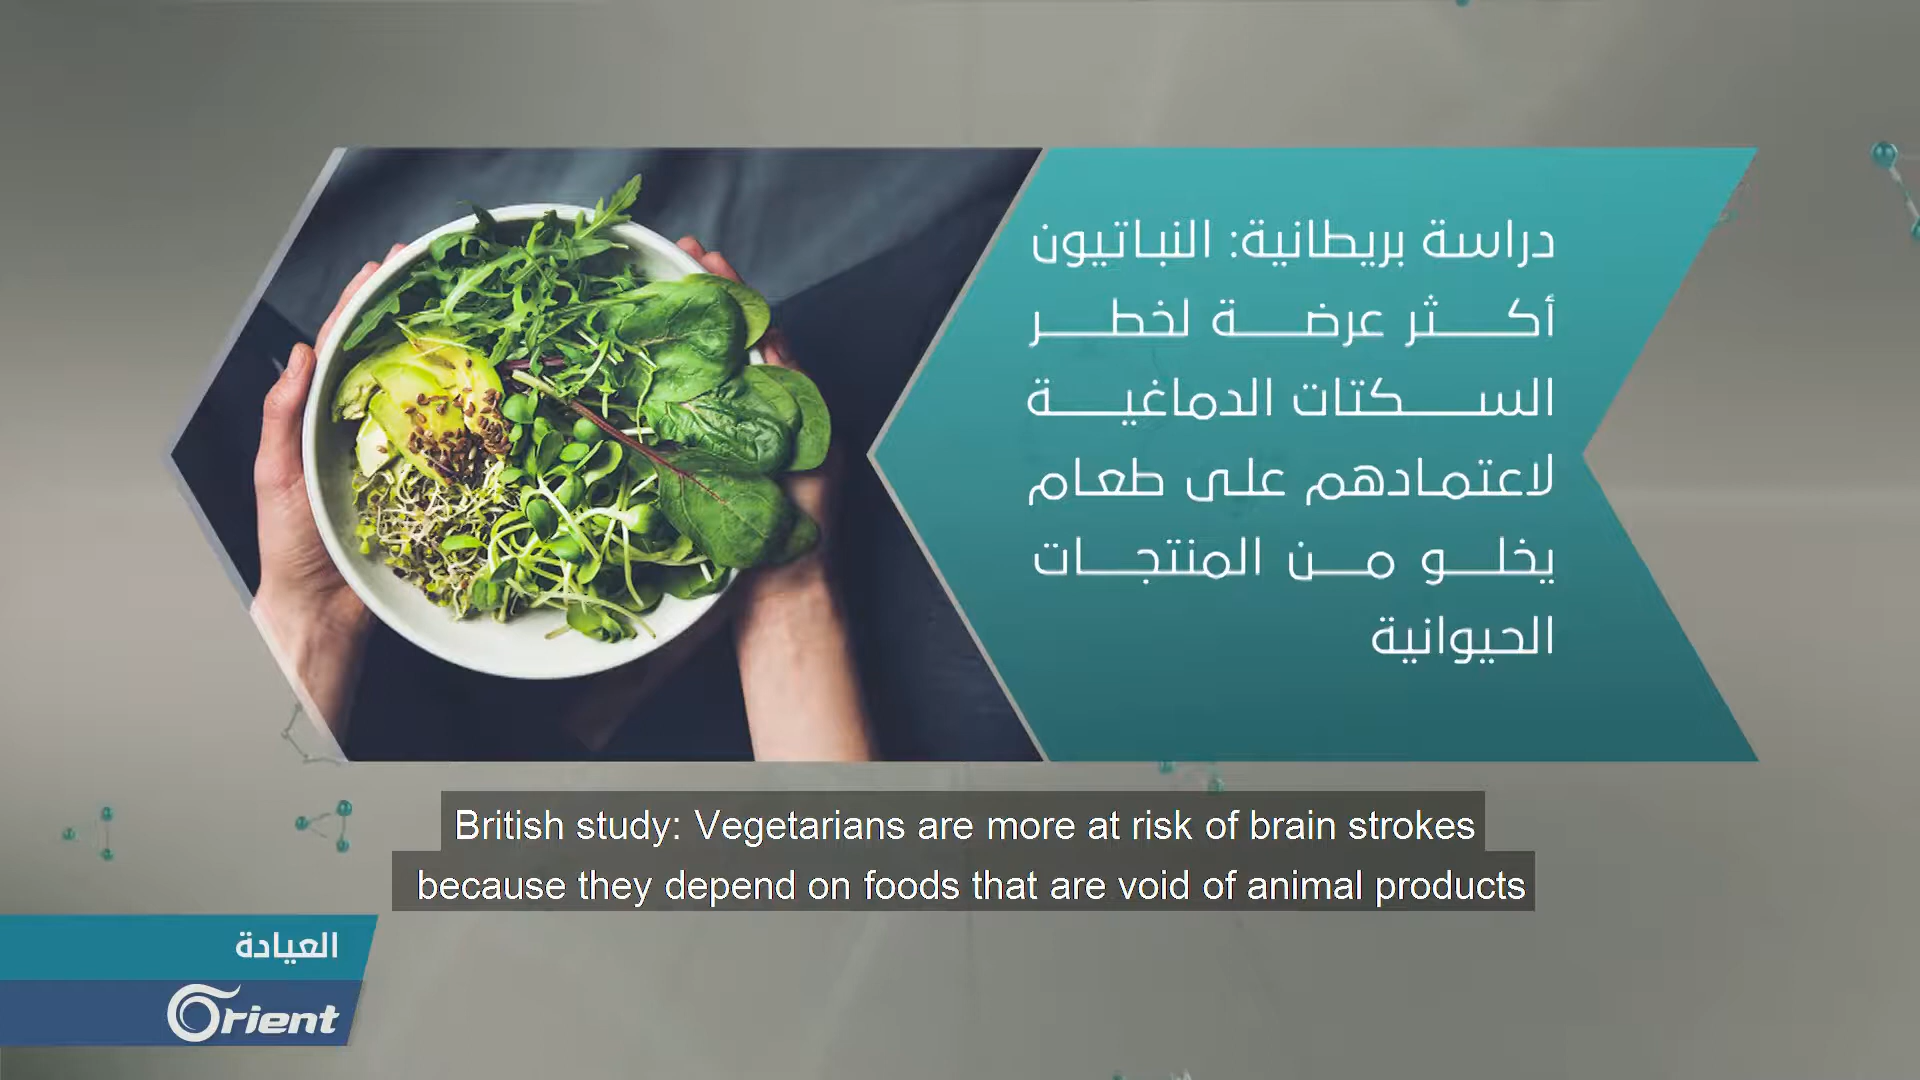 دراسة بريطانية: النباتيون
أكثر عرضة لخطر
السكتات الدماغية
لاعتمادهم على طعام
يخلو من المنتجات
الحيوانية
British study: Vegetarians are more at risk of brain strokes
because they depend on foods that are void of animal products
العيادة
Orient